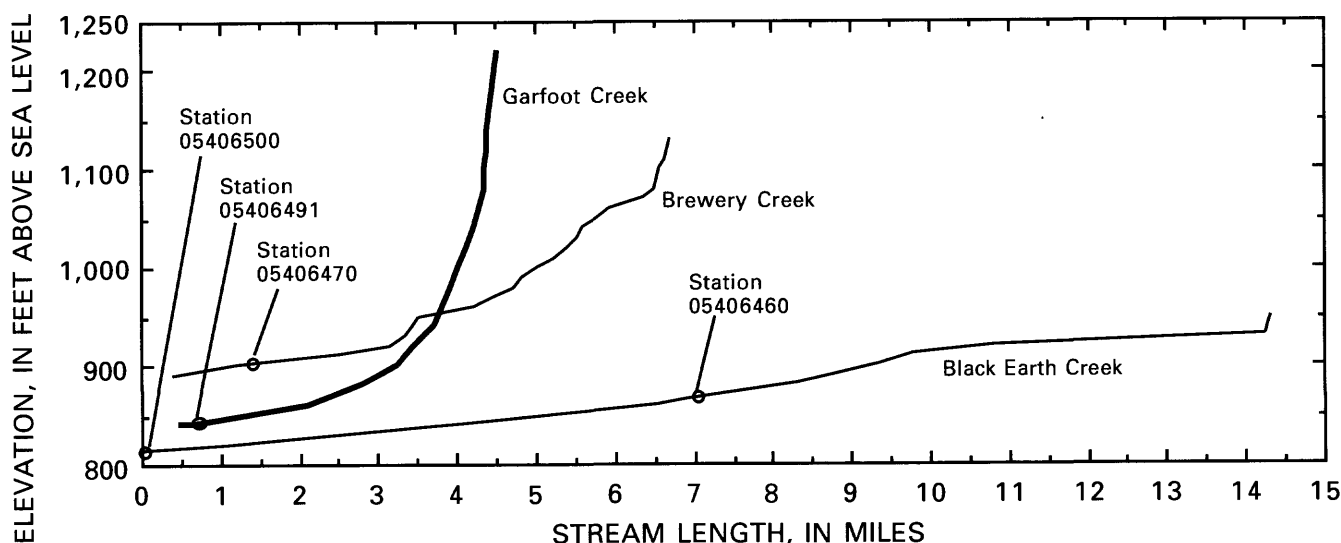 ELEVATION, IN FEET ABOVE SEA LEVEL
1,250
1,200
1,100
1,000
900
800
Station
05406500
Station
05406491
Station
05406470
Garfoot Creek
Brewery Creek
Station
05406460
Black Earth Creek
0 1 2 3 4 5 6 7 8 9 10 11 12 13 14 15
STREAM LENGTH, IN MILES